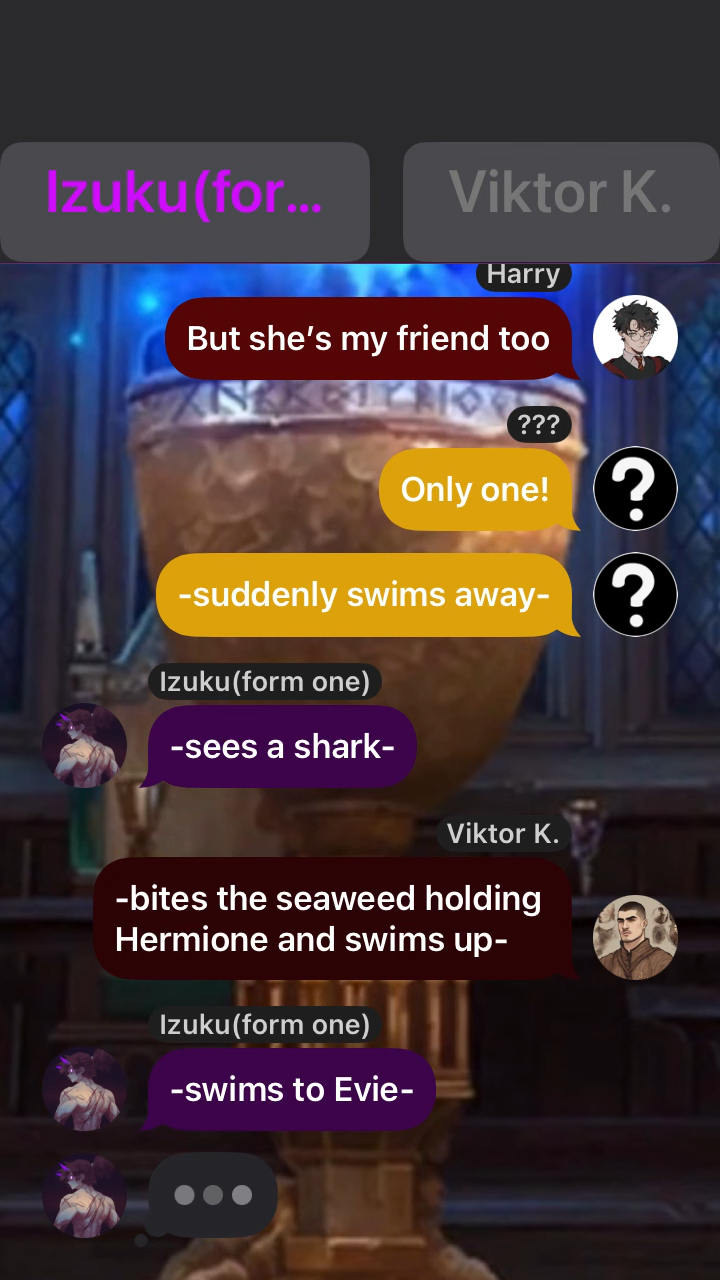 Izuku(for...
Viktor K.
Harry
But she’s my friend too
???
Only one!
?
-suddenly swims away-
?
Izuku(form one)
-sees a shark-
Viktor K.
-bites the seaweed holding
Hermione and swims up-
Izuku(form one)
-swims to Evie-